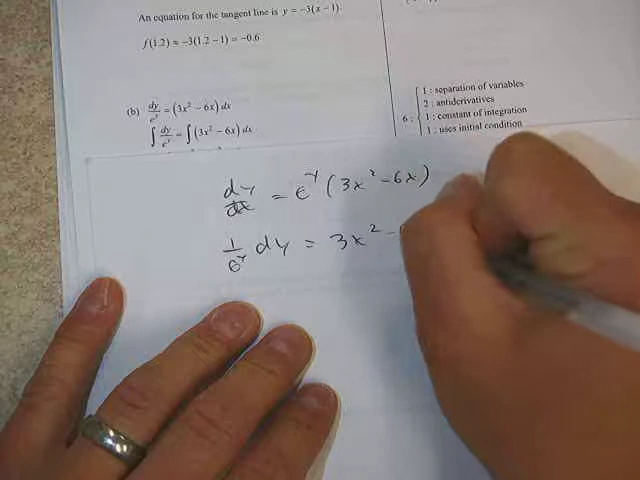 An equation for the tangent line is y = −3(x − 1).
f(1.2) ≈ −3(1.2 − 1) = −0.6
(b) dy/e^y = (3x² − 6x) dx
∫ dy/e^y = ∫ (3x² − 6x) dx
6 : { 1 : separation of variables
2 : antiderivatives
1 : constant of integration
1 : uses initial condition
dy/dx = e^y (3x² − 6x)
1/e^y dy = 3x² −